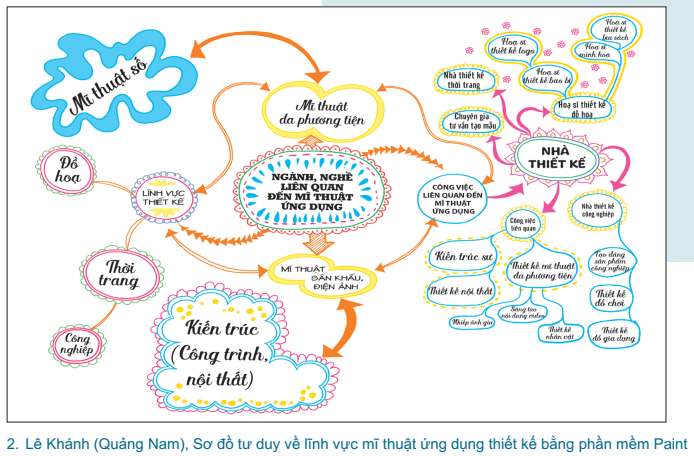 Mĩ thuật số
Mĩ thuật
đa phương tiện
Đồ
hoạ
LĨNH VỰC
THIẾT KẾ
Thời
trang
Công
nghiệp
NGÀNH, NGHỀ
LIÊN QUAN
ĐẾN MĨ THUẬT
ỨNG DỤNG
MĨ THUẬT
SÂN KHẤU,
ĐIỆN ẢNH
Kiến trúc
(Công trình,
nội thất)
CÔNG VIỆC
LIÊN QUAN ĐẾN
MĨ THUẬT
ỨNG DỤNG
NHÀ
THIẾT KẾ
Nhà thiết kế
thời trang
Chuyên gia
tư vấn tạo mẫu
Hoạ sĩ
thiết kế logo
Hoạ sĩ
thiết kế bao bì
Hoạ sĩ
thiết kế
bìa sách
Hoạ sĩ
minh hoạ
Hoạ sĩ thiết kế
đồ hoạ
Công việc
liên quan
Kiến trúc sư
Thiết kế nội thất
Thiết kế mĩ thuật
đa phương tiện
Nhiếp ảnh gia
Sáng tạo
nội dung video
Thiết kế
nhân vật
Nhà thiết kế
công nghiệp
Tạo dáng
sản phẩm
công nghiệp
Thiết kế
đồ chơi
Thiết kế
đồ gia dụng
2. Lê Khánh (Quảng Nam), Sơ đồ tư duy về lĩnh vực mĩ thuật ứng dụng thiết kế bằng phần mềm Paint